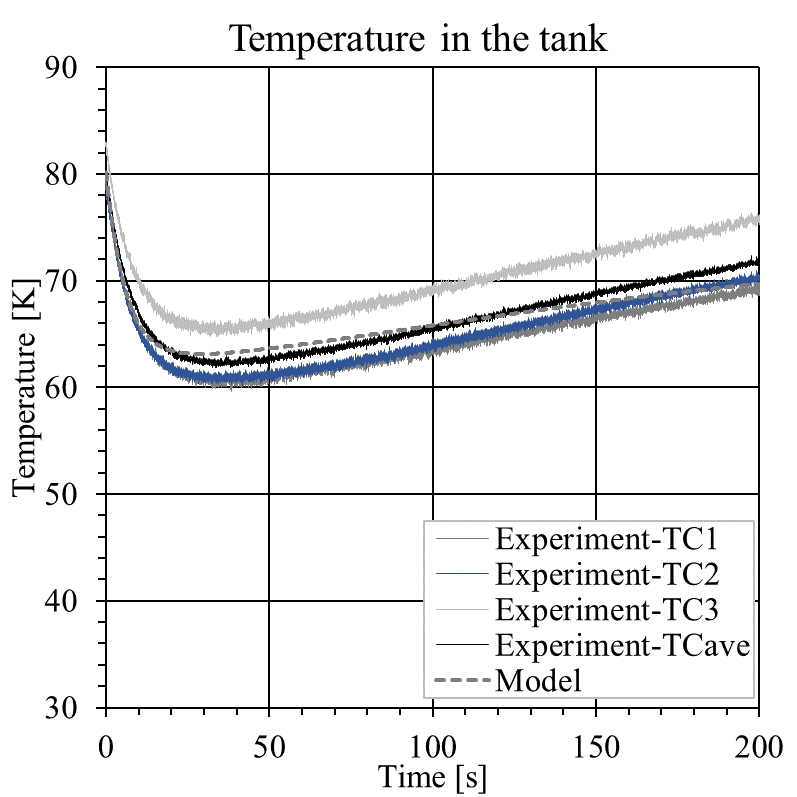 Temperature in the tank
90
80
70
60
50
40
30
Temperature [K]
Experiment-TC1
Experiment-TC2
Experiment-TC3
Experiment-TCave
Model
0 50 100 150 200
Time [s]